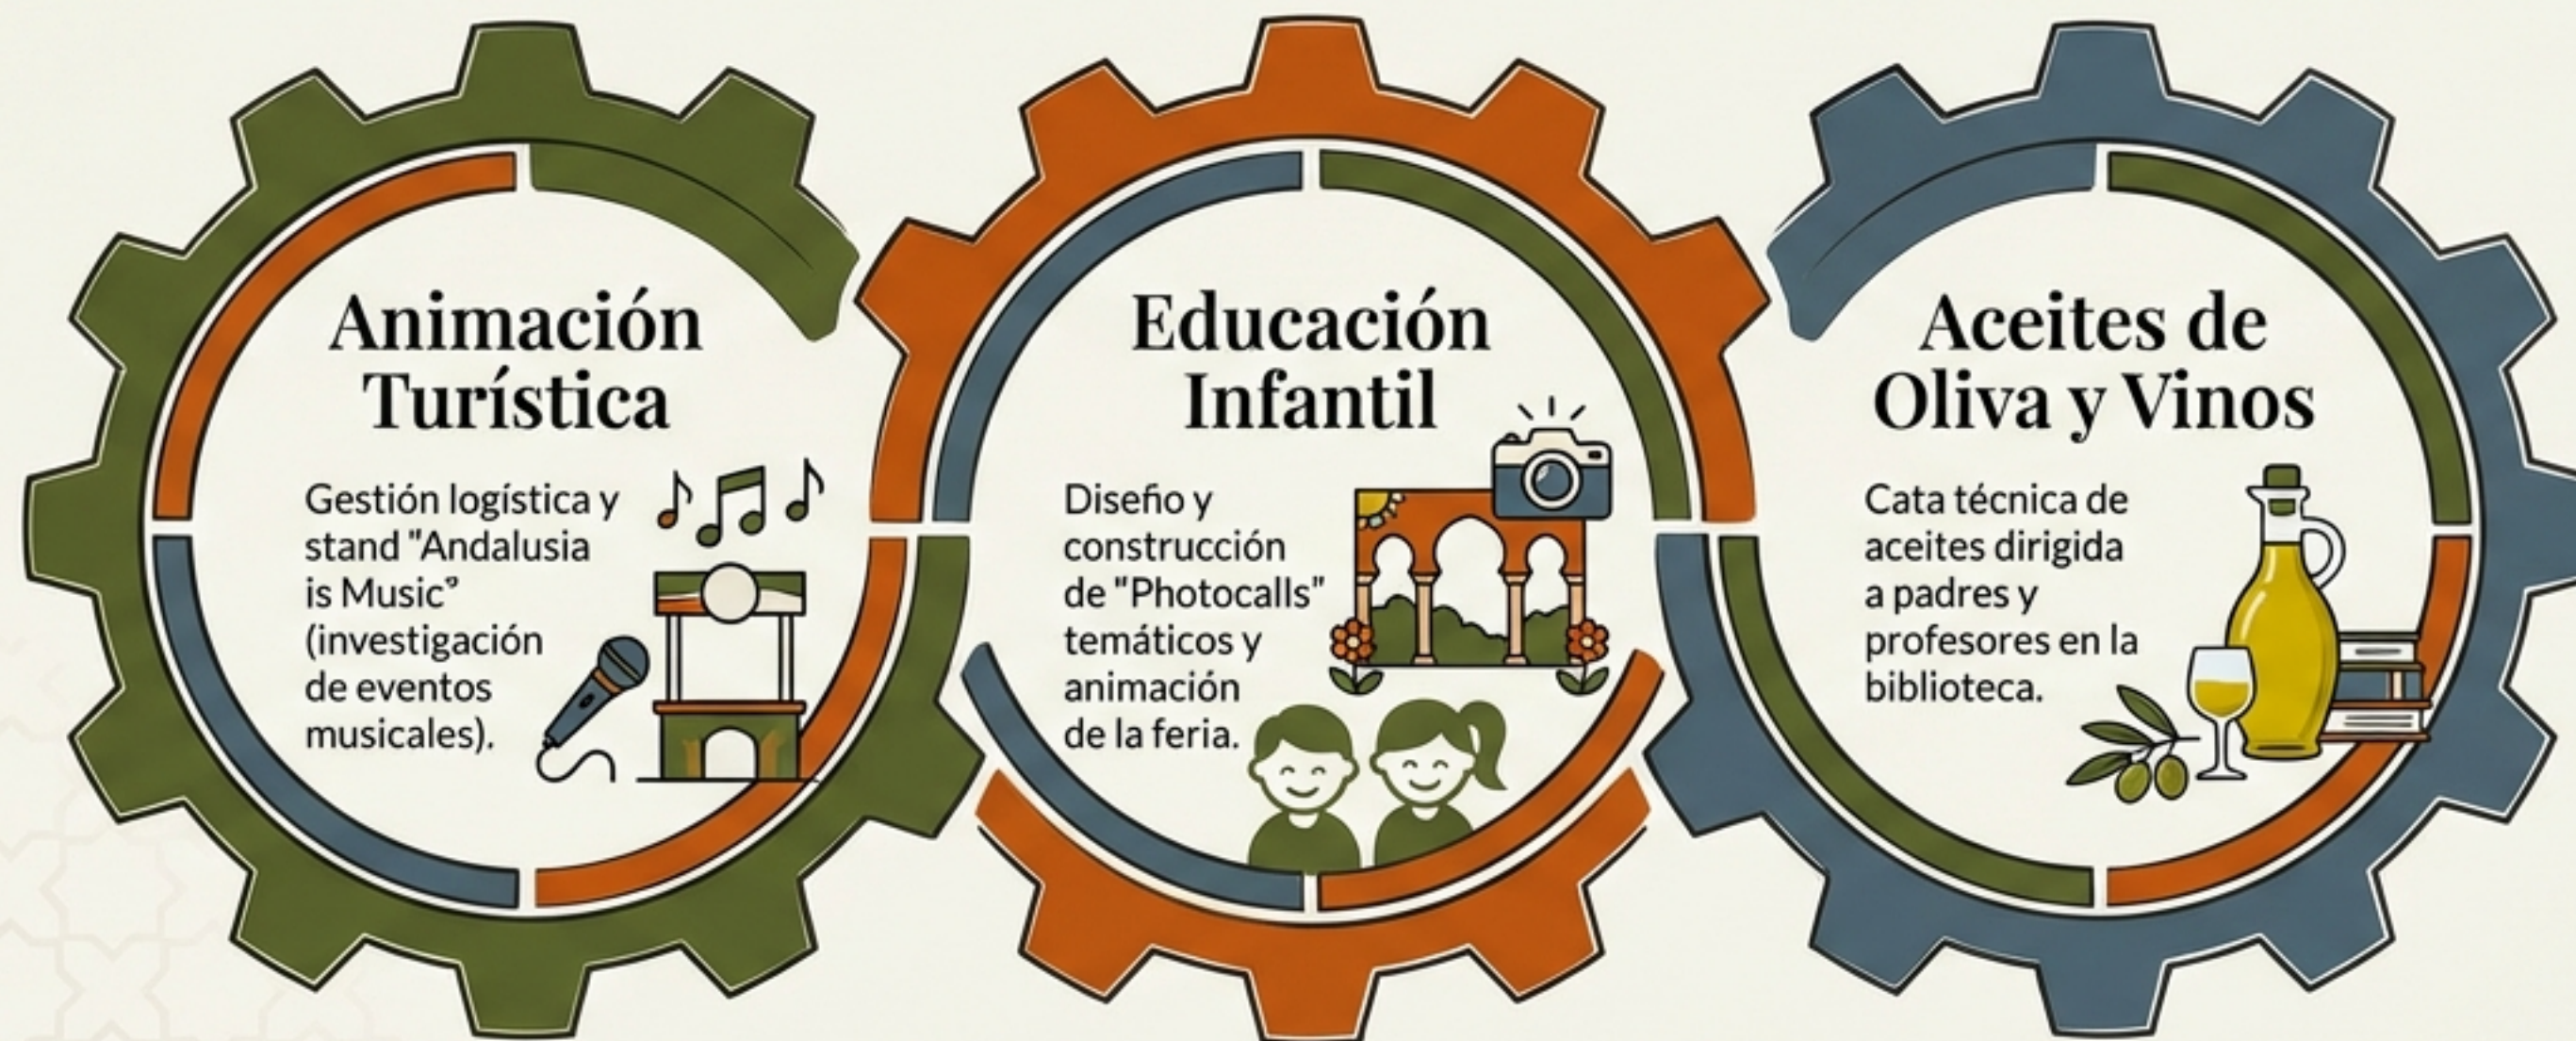 Animación
Turística
Gestión logística y
stand "Andalusia
is Music"
(investigación
de eventos
musicales).
Educación
Infantil
Diseño y
construcción
de "Photocalls"
temáticos y
animación
de la feria.
Aceites de
Oliva y Vinos
Cata técnica de
aceites dirigida
a padres y
profesores en la
biblioteca.